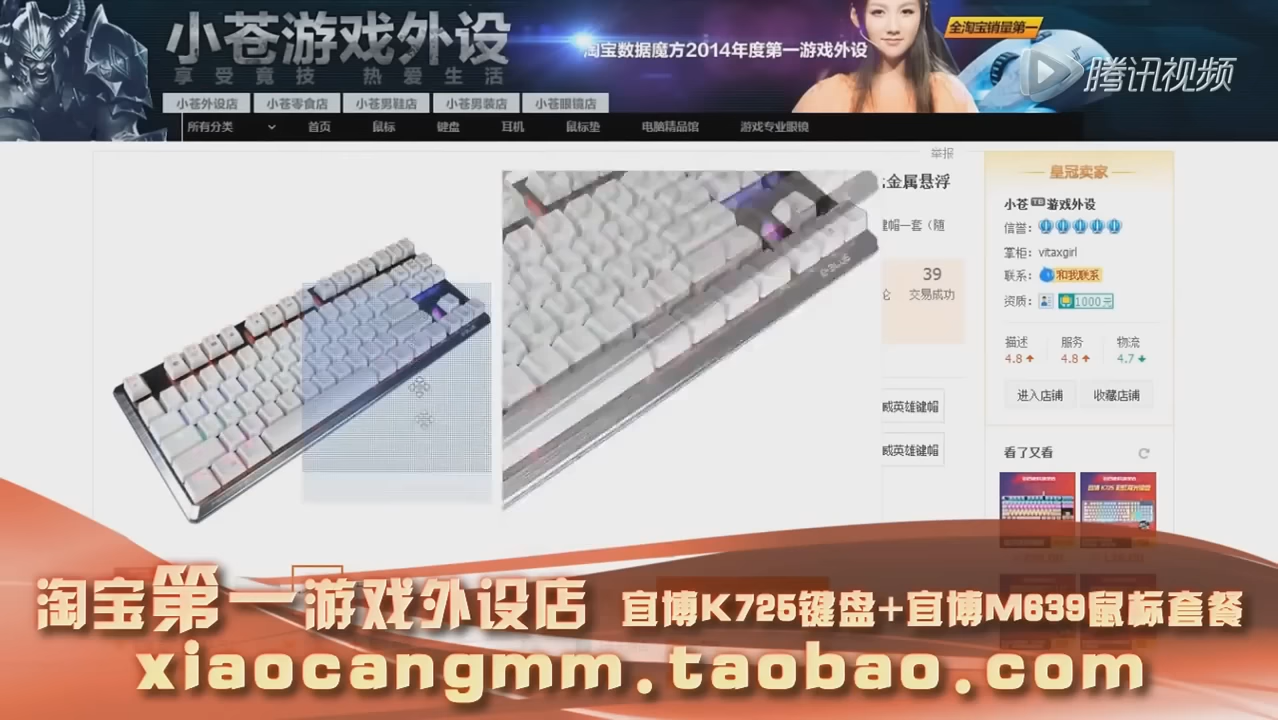 小苍游戏外设
享受竞技 热爱生活
淘宝数据魔方2014年度第一游戏外设
全淘宝销量第一
腾讯视频
小苍外设店 小苍零食店 小苍男鞋店 小苍男装店 小苍眼镜店
所有分类 首页 鼠标 键盘 耳机 鼠标垫 电脑精品馆 游戏专业眼镜
举报
金属悬浮
键帽一套（随
39
交易成功
威英雄键帽
威英雄键帽
e-BLUE
皇冠卖家
小苍TB游戏外设
信誉：
掌柜：vitaxgirl
联系：和我联系
资质：1000元
描述 服务 物流
4.8 4.8 4.7
进入店铺 收藏店铺
看了又看
淘宝第一游戏外设店 宜博K725键盘+宜博M639鼠标套餐
xiaocangmm.taobao.com